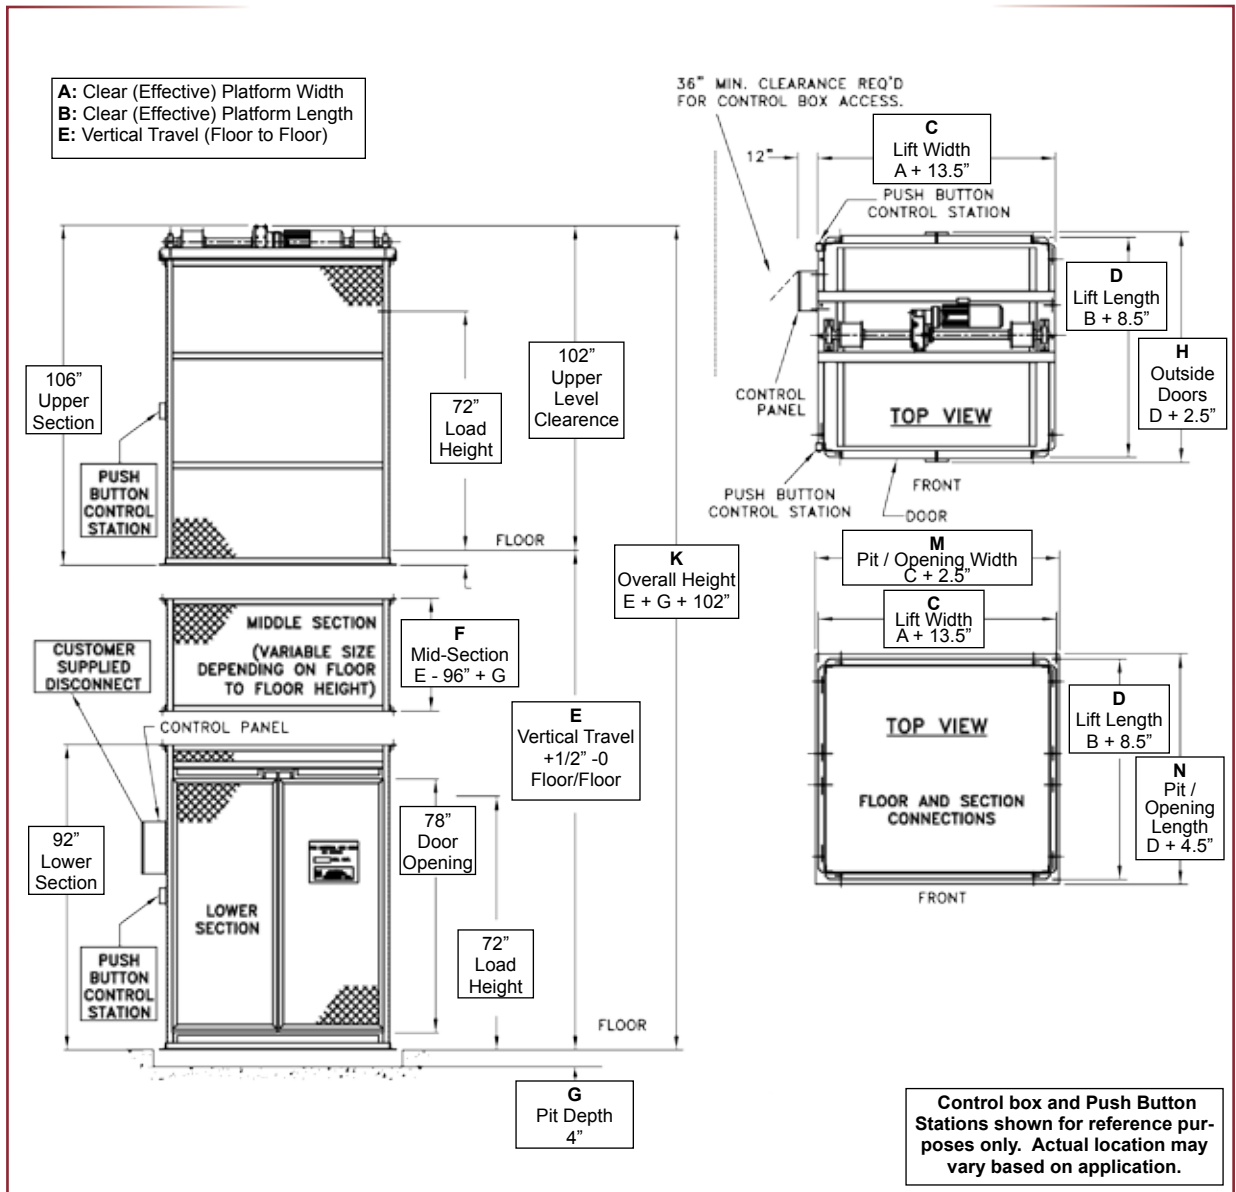 A: Clear (Effective) Platform Width
B: Clear (Effective) Platform Length
E: Vertical Travel (Floor to Floor)
36" MIN. CLEARANCE REQ'D
FOR CONTROL BOX ACCESS.
12"
C
Lift Width
A + 13.5”
PUSH BUTTON
CONTROL STATION
D
Lift Length
B + 8.5”
H
Outside
Doors
D + 2.5”
CONTROL
PANEL
TOP VIEW
FRONT
PUSH BUTTON
CONTROL STATION
DOOR
106”
Upper
Section
72”
Load
Height
102”
Upper
Level
Clearence
PUSH
BUTTON
CONTROL
STATION
FLOOR
K
Overall Height
E + G + 102”
MIDDLE SECTION
(VARIABLE SIZE
DEPENDING ON FLOOR
TO FLOOR HEIGHT)
F
Mid-Section
E - 96” + G
CUSTOMER
SUPPLIED
DISCONNECT
CONTROL PANEL
E
Vertical Travel
+1/2” -0
Floor/Floor
92”
Lower
Section
78”
Door
Opening
LOWER
SECTION
72”
Load
Height
PUSH
BUTTON
CONTROL
STATION
FLOOR
G
Pit Depth
4”
M
Pit / Opening Width
C + 2.5”
C
Lift Width
A + 13.5”
TOP VIEW
D
Lift Length
B + 8.5”
N
Pit /
Opening
Length
D + 4.5”
FLOOR AND SECTION
CONNECTIONS
FRONT
Control box and Push Button
Stations shown for reference pur-
poses only.  Actual location may
vary based on application.